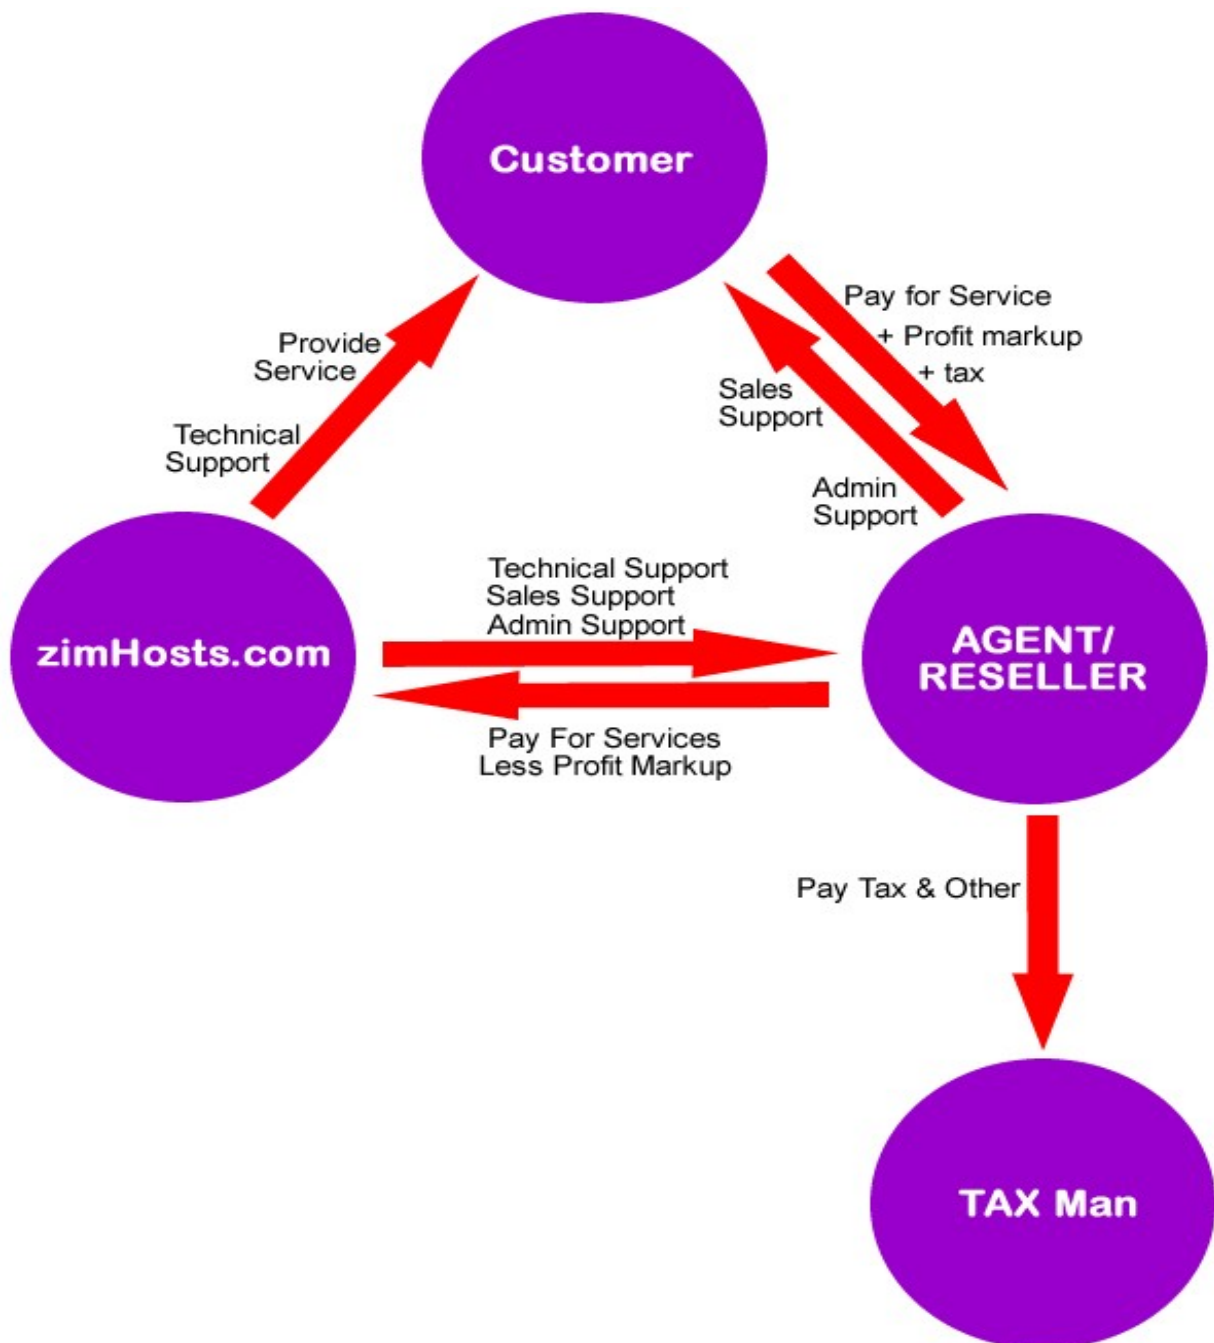 Customer
Pay for Service
+ Profit markup
+ tax
Provide
Service
Sales
Support
Technical
Support
Admin
Support
Technical Support
Sales Support
Admin Support
zimHosts.com
AGENT/
RESELLER
Pay For Services
Less Profit Markup
Pay Tax & Other
TAX Man